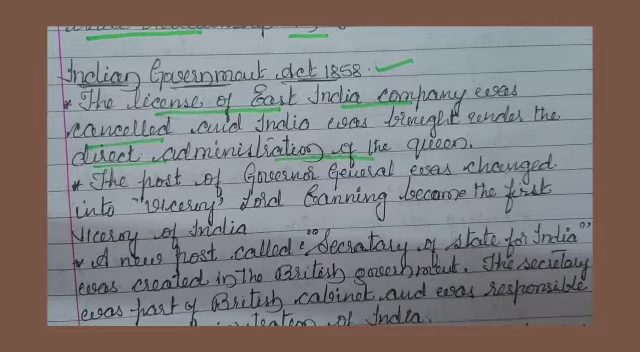 Indian Government Act 1858.
* The license of East India company was
cancelled and India was brought under the
direct administration of the queen.
* The post of Governor General was changed
into "viceroy" Lord Canning become the first
Viceroy of India
* A new post called "Secratary of state for India"
was created in the British government. The secretary
was part of British cabinet and was responsible
of India.